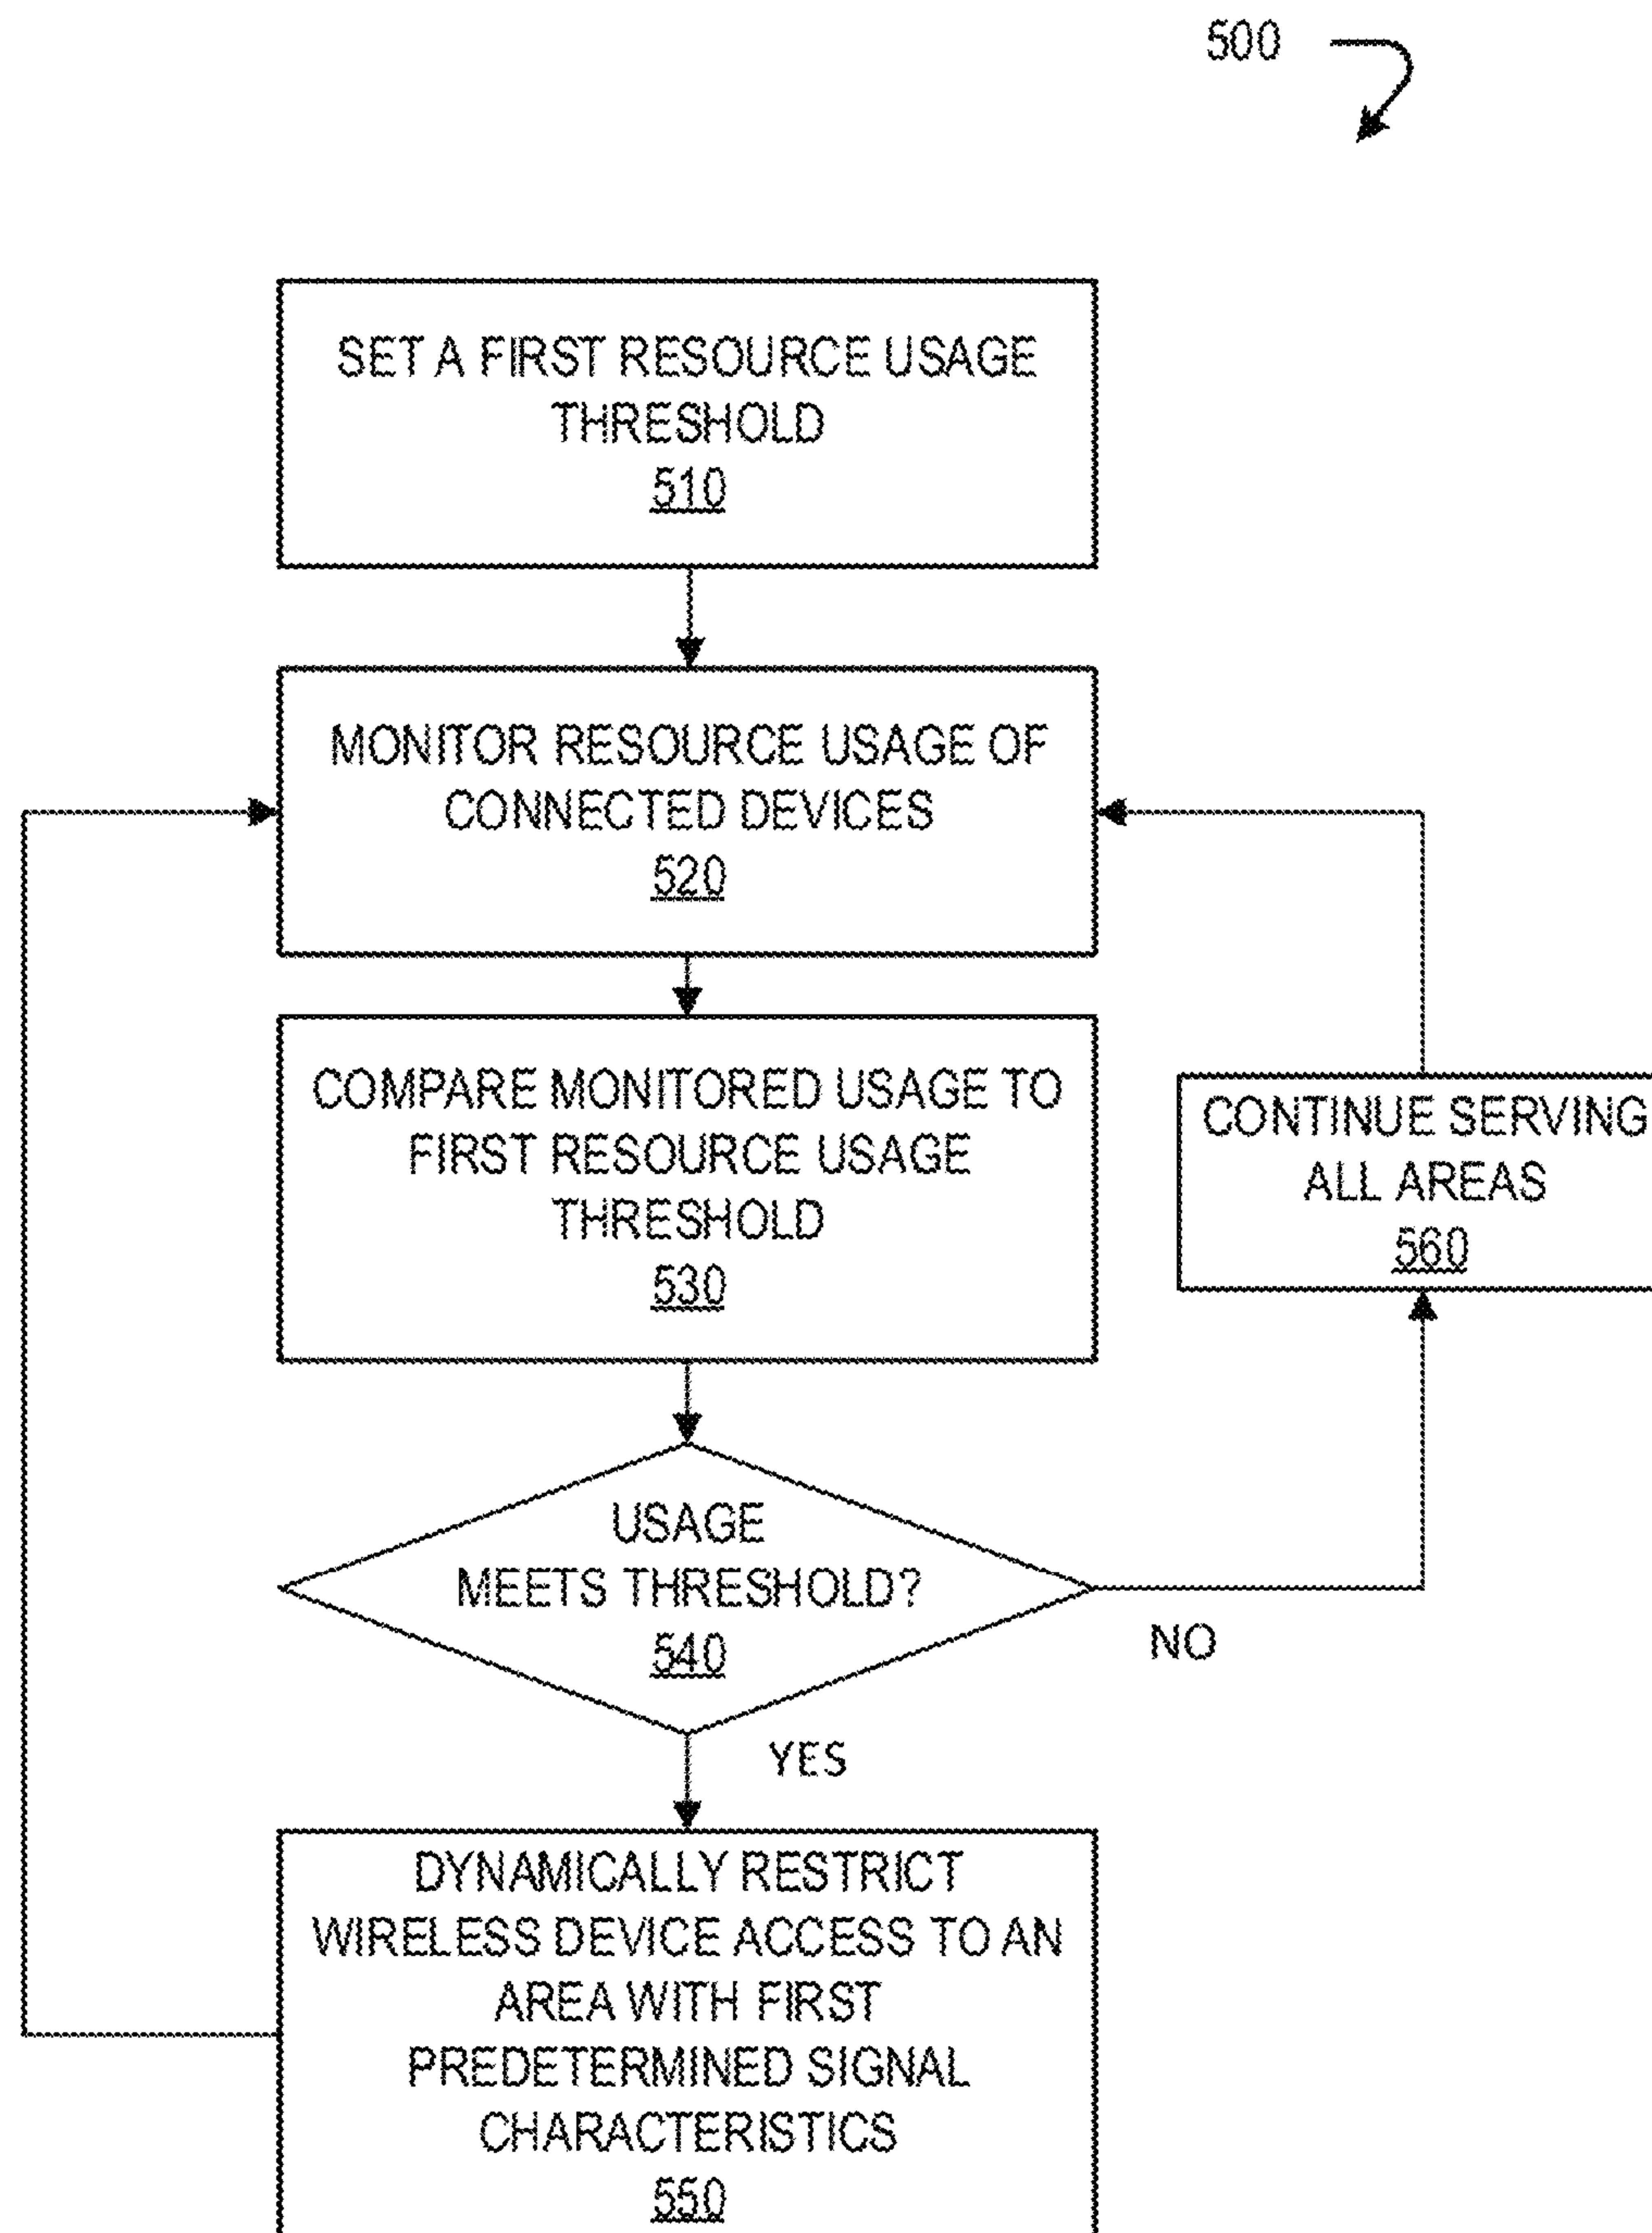 500
SET A FIRST RESOURCE USAGE
THRESHOLD
510
MONITOR RESOURCE USAGE OF
CONNECTED DEVICES
520
COMPARE MONITORED USAGE TO
FIRST RESOURCE USAGE
THRESHOLD
530
CONTINUE SERVING
ALL AREAS
560
USAGE
MEETS THRESHOLD?
540
NO
YES
DYNAMICALLY RESTRICT
WIRELESS DEVICE ACCESS TO AN
AREA WITH FIRST
PREDETERMINED SIGNAL
CHARACTERISTICS
550